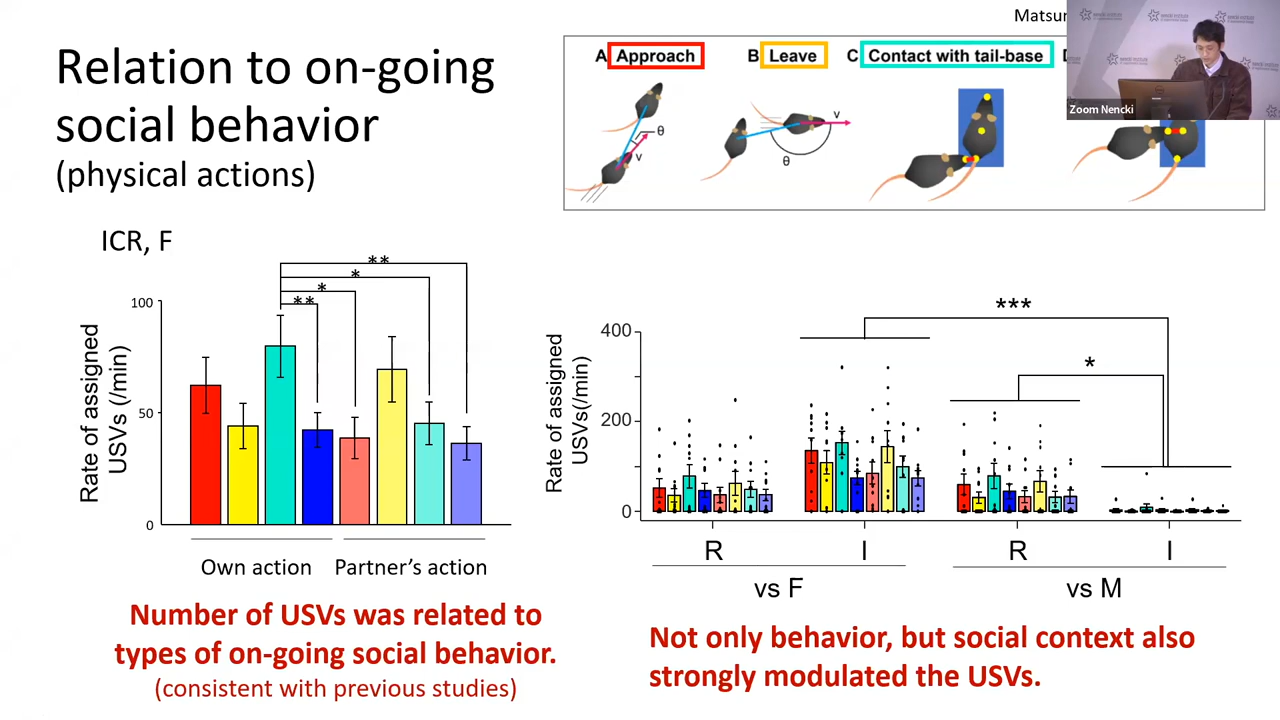 Relation to on-going
social behavior
(physical actions)
A Approach
B Leave
C Contact with tail-base
v
θ
v
θ
Zoom Nencki
ICR, F
**
*
*
**
100
50
0
Rate of assigned
USVs (/min)
Own action
Partner's action
Number of USVs was related to
types of on-going social behavior.
(consistent with previous studies)
***
*
400
200
0
Rate of assigned
USVs(/min)
R
I
R
I
vs F
vs M
Not only behavior, but social context also
strongly modulated the USVs.